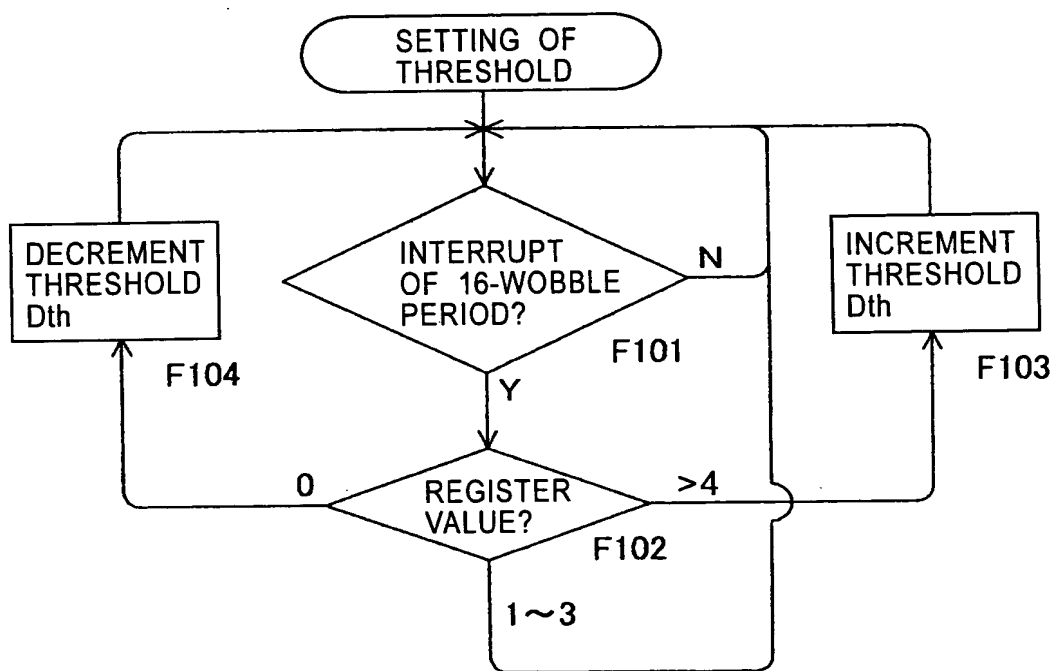 SETTING OF
THRESHOLD
DECREMENT
THRESHOLD
Dth
F104
INTERRUPT
OF 16-WOBBLE
PERIOD?
N
F101
Y
INCREMENT
THRESHOLD
Dth
F103
0
REGISTER
VALUE?
>4
F102
1～3